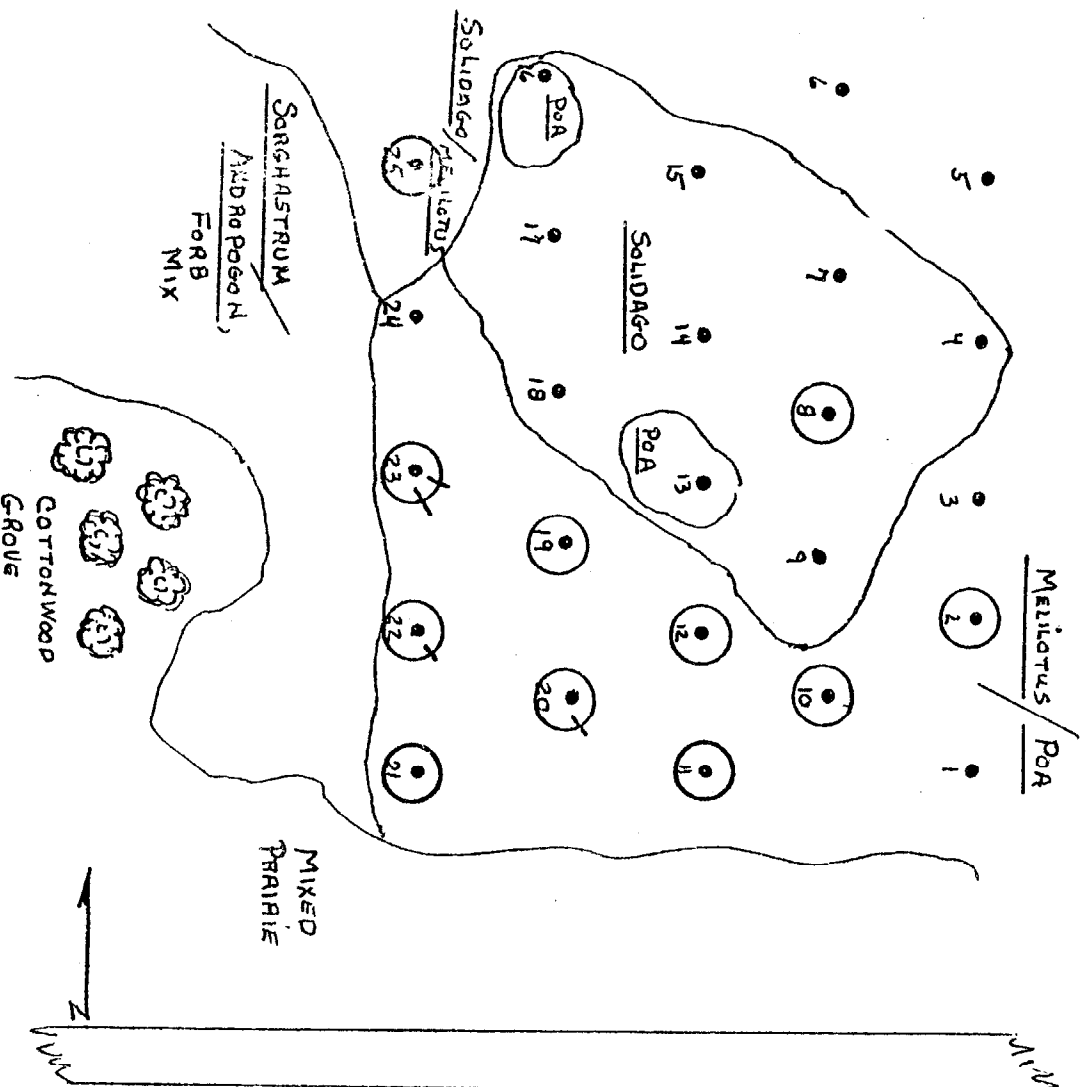 MELILOTUS / POA
5 4 3 2 1
6 7 8 9 10
15 14 13 12 11
POA
SOLIDAGO
POA
16 17 18 19 20
SOLIDAGO/
MELILOTUS
25 24 23 22 21
SORGHASTRUM/
ANDROPOGON,
FORB
MIX
MIXED
PRAIRIE
COTTONWOOD
GROVE
N